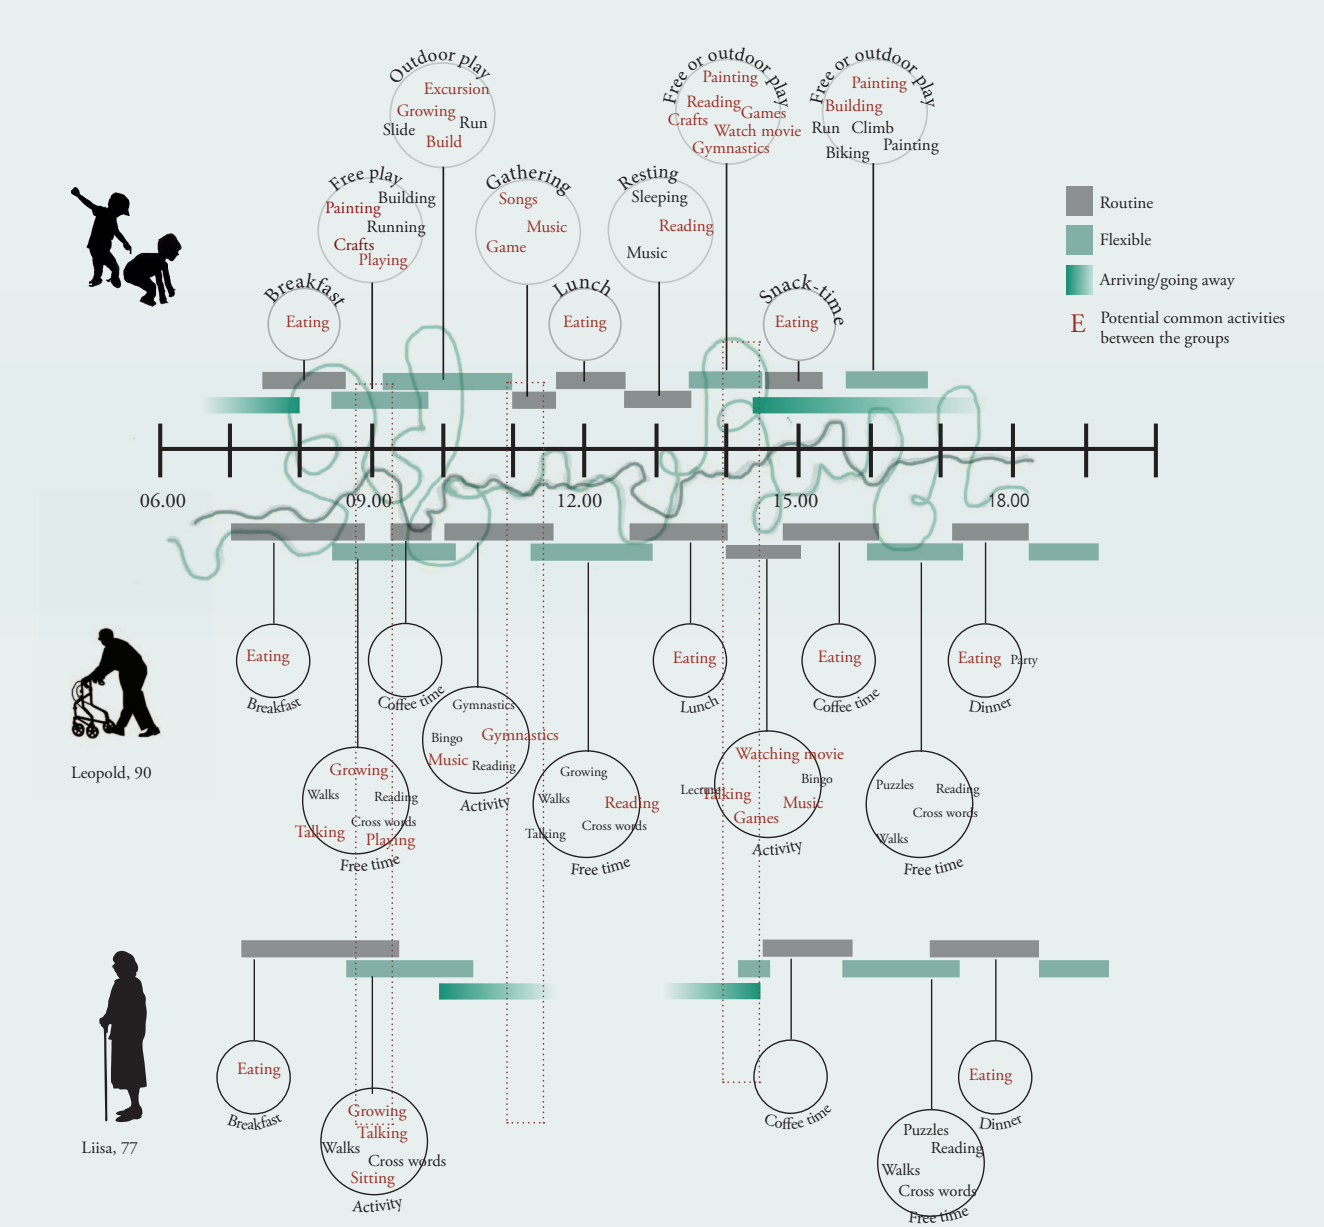 Outdoor play
Excursion
Growing
Slide
Run
Build
Free or outdoor play
Painting
Reading
Games
Crafts
Watch movie
Gymnastics
Free or outdoor play
Painting
Building
Run
Climb
Painting
Biking
Free play
Building
Painting
Running
Crafts
Playing
Gathering
Songs
Music
Game
Resting
Sleeping
Reading
Music
Breakfast
Eating
Lunch
Eating
Snack-time
Eating
Routine
Flexible
Arriving/going away
E
Potential common activities
between the groups
06.00
09.00
12.00
15.00
18.00
Leopold, 90
Eating
Breakfast
Coffee time
Eating
Lunch
Eating
Coffee time
Eating
Party
Dinner
Growing
Walks
Reading
Cross words
Talking
Playing
Free time
Gymnastics
Bingo
Gymnastics
Music
Reading
Activity
Growing
Walks
Reading
Cross words
Talking
Free time
Watching movie
Bingo
Lecture
Talking
Music
Games
Activity
Puzzles
Reading
Cross words
Walks
Free time
Liisa, 77
Eating
Breakfast
Growing
Talking
Walks
Cross words
Sitting
Activity
Coffee time
Eating
Dinner
Puzzles
Reading
Walks
Cross words
Free time